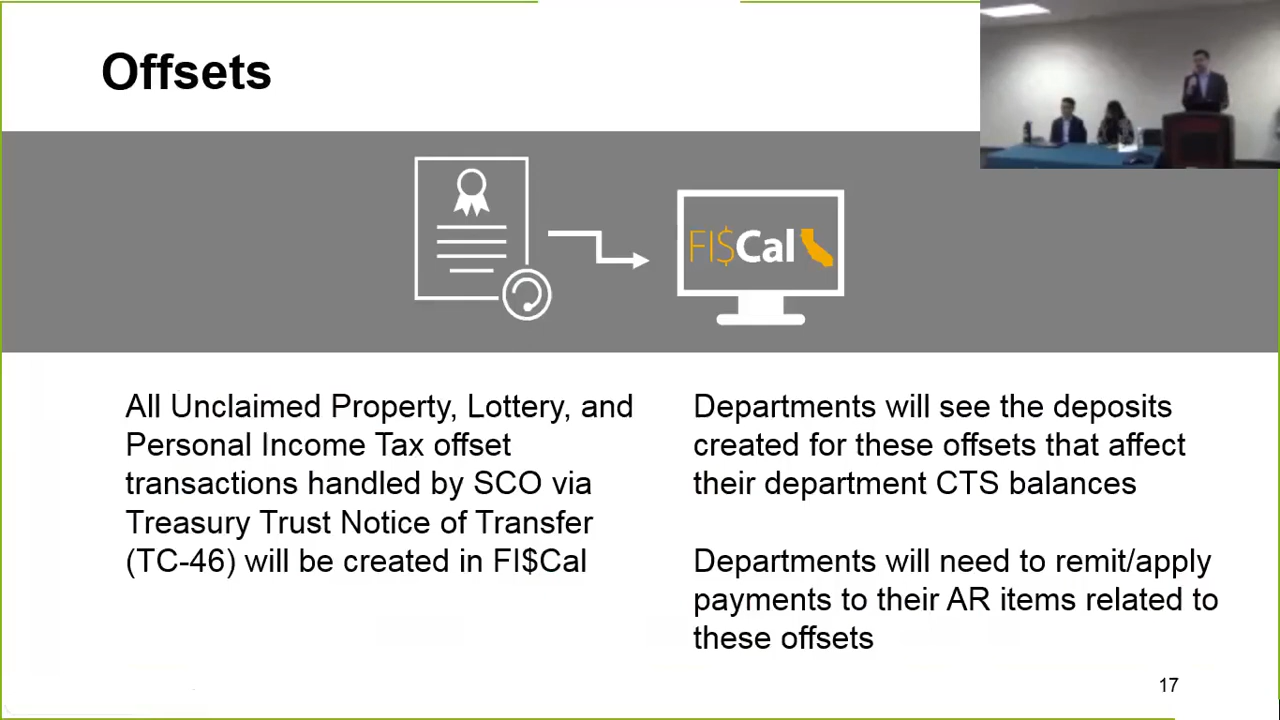 Offsets
FI$Cal
All Unclaimed Property, Lottery, and
Personal Income Tax offset
transactions handled by SCO via
Treasury Trust Notice of Transfer
(TC-46) will be created in FI$Cal
Departments will see the deposits
created for these offsets that affect
their department CTS balances
Departments will need to remit/apply
payments to their AR items related to
these offsets
17